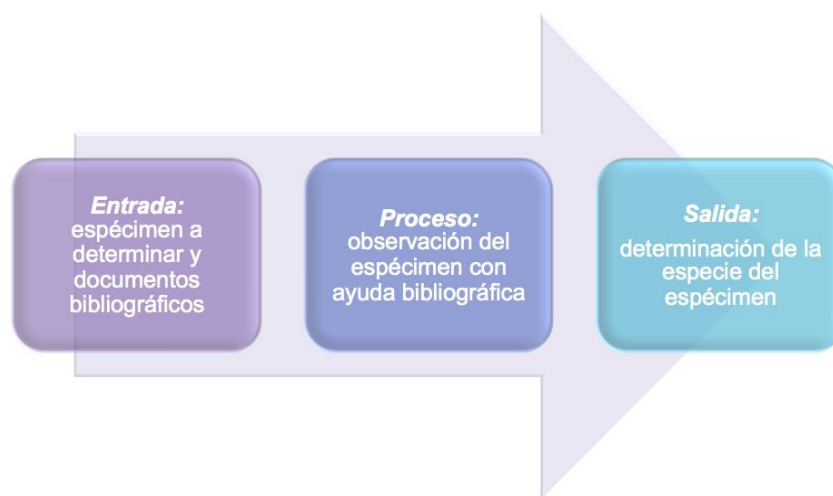 Entrada:
espécimen a
determinar y
documentos
bibliográficos
Proceso:
observación del
espécimen con
ayuda bibliográfica
Salida:
determinación de la
especie del
espécimen